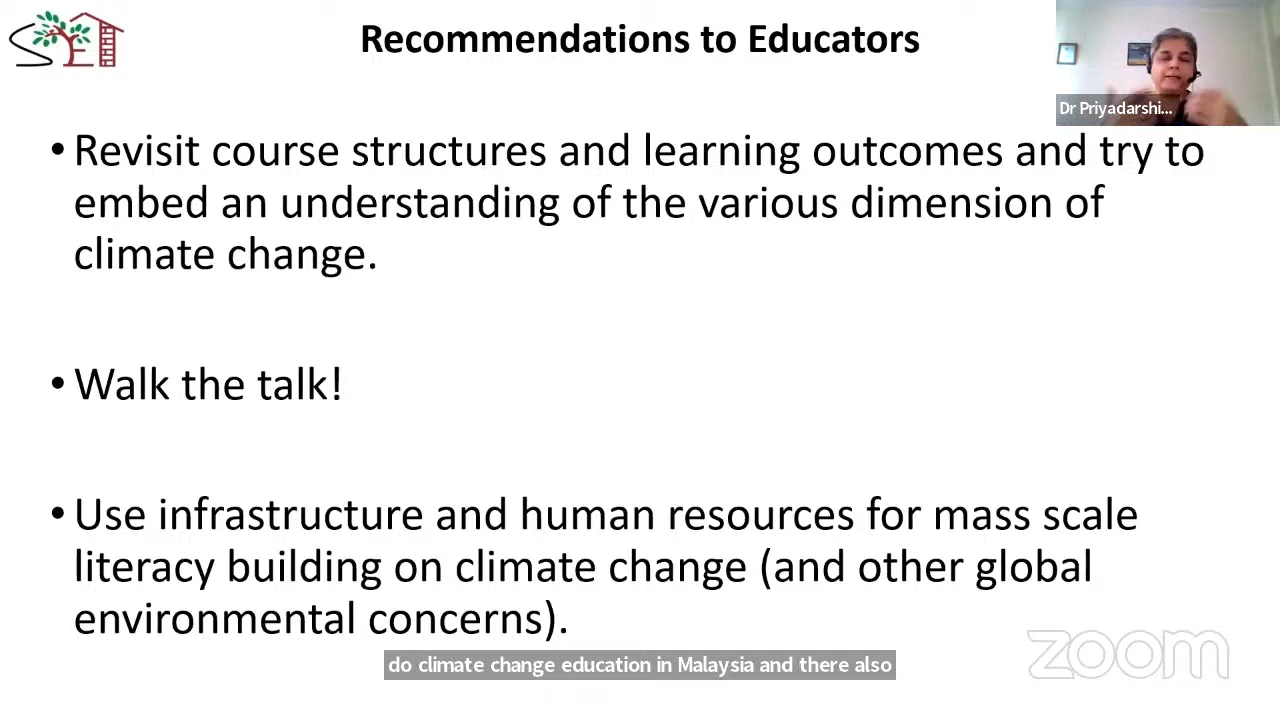 Recommendations to Educators
Dr Priyadarshi...
• Revisit course structures and learning outcomes and try to
embed an understanding of the various dimension of
climate change.
• Walk the talk!
• Use infrastructure and human resources for mass scale
literacy building on climate change (and other global
environmental concerns).
zoom
do climate change education in Malaysia and there also